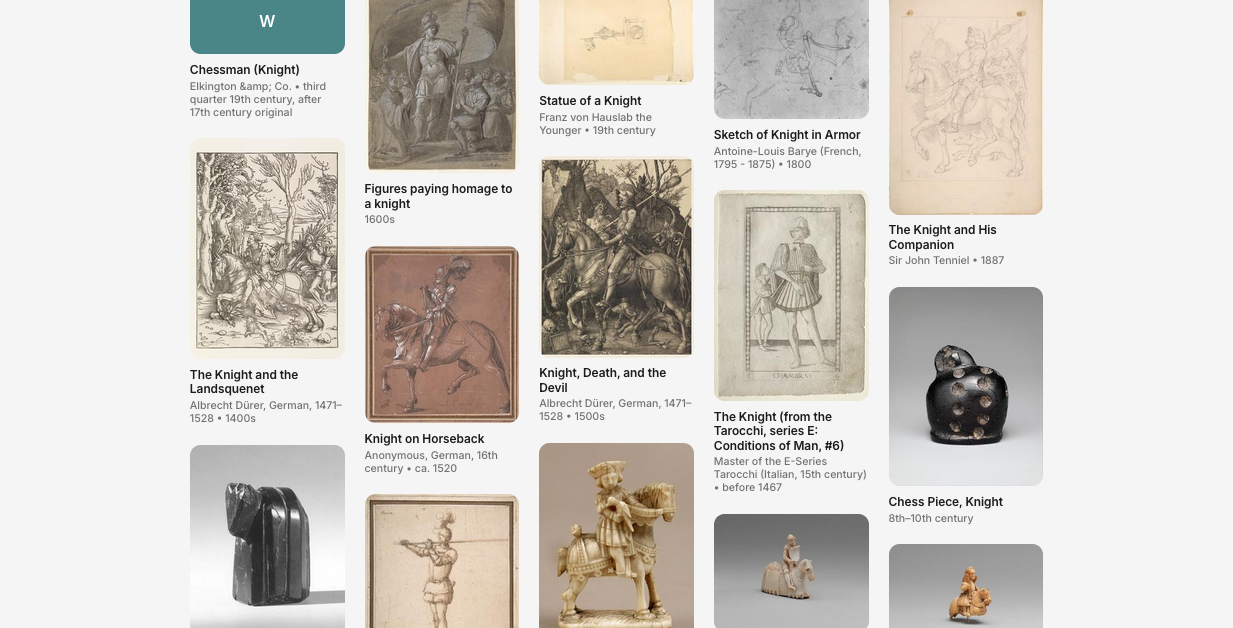 W
Chessman (Knight)
Elkington &amp; Co. • third
quarter 19th century, after
17th century original
The Knight and the
Landsquenet
Albrecht Dürer, German, 1471–
1528 • 1400s
Figures paying homage to
a knight
1600s
Knight on Horseback
Anonymous, German, 16th
century • ca. 1520
Statue of a Knight
Franz von Hauslab the
Younger • 19th century
Knight, Death, and the
Devil
Albrecht Dürer, German, 1471–
1528 • 1500s
Sketch of Knight in Armor
Antoine-Louis Barye (French,
1795 - 1875) • 1800
The Knight (from the
Tarocchi, series E:
Conditions of Man, #6)
Master of the E-Series
Tarocchi (Italian, 15th century)
• before 1467
The Knight and His
Companion
Sir John Tenniel • 1887
Chess Piece, Knight
8th–10th century